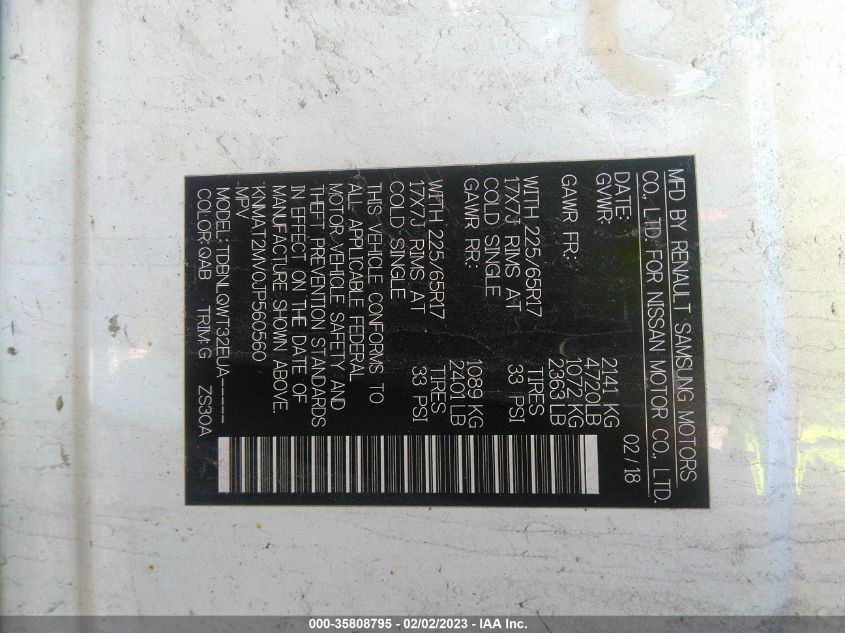 MFD BY RENAULT SAMSUNG MOTORS
CO., LTD. FOR NISSAN MOTOR CO., LTD.
DATE: 02/18
GVWR: 2141 KG
4720LB
GAWR FR: 1072 KG
2363 LB
WITH 225/65R17 TIRES
17X7J RIMS AT 33 PSI
COLD SINGLE
GAWR RR: 1089 KG
2401 LB
WITH 225/65R17 TIRES
17X7J RIMS AT 33 PSI
COLD SINGLE
THIS VEHICLE CONFORMS TO
ALL APPLICABLE FEDERAL
MOTOR VEHICLE SAFETY AND
THEFT PREVENTION STANDARDS
IN EFFECT ON THE DATE OF
MANUFACTURE SHOWN ABOVE.
KNMAT2MV0JP560560
-MPV
MODEL: TDBNLQWT32EUA-----
COLOR:QAB TRIM:G ZS30A
000-35808795 - 02/02/2023 - IAA Inc.